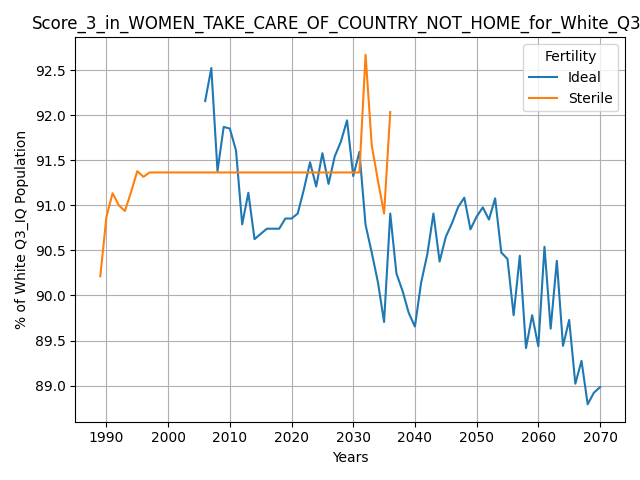 Score_3_in_WOMEN_TAKE_CARE_OF_COUNTRY_NOT_HOME_for_White_Q3
Fertility
Ideal
Sterile
% of White Q3_IQ Population
92.5
92.0
91.5
91.0
90.5
90.0
89.5
89.0
1990 2000 2010 2020 2030 2040 2050 2060 2070
Years